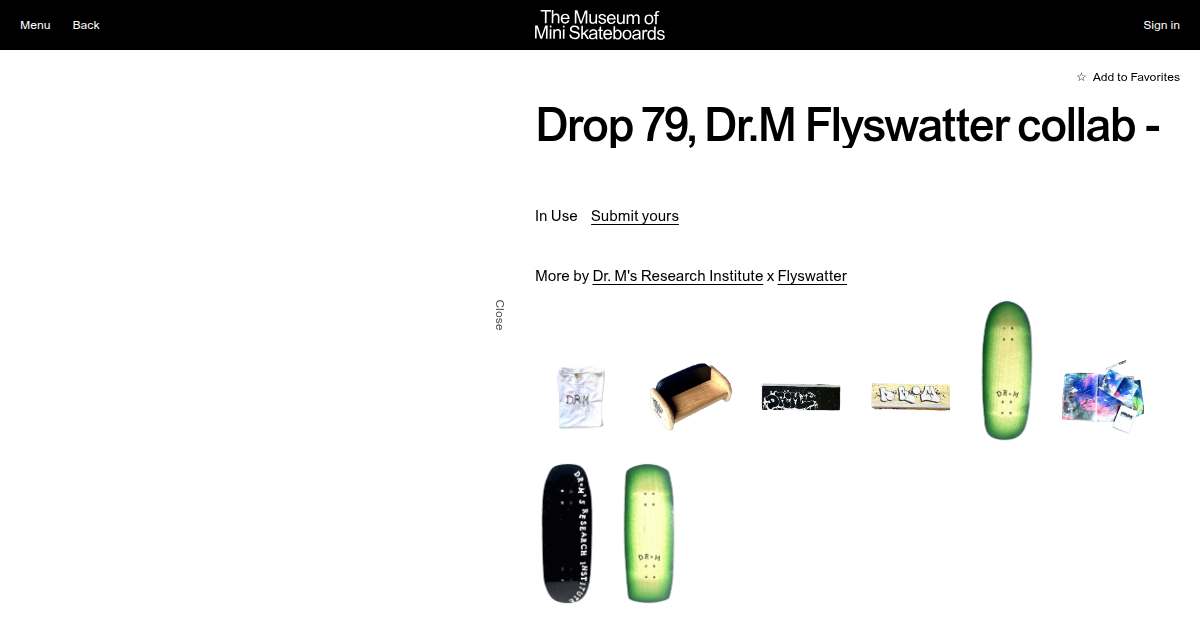 Menu
Back
The Museum of
Mini Skateboards
Sign in
☆ Add to Favorites
Drop 79, Dr.M Flyswatter collab -
In Use Submit yours
More by Dr. M's Research Institute x Flyswatter
Close
DR.M
DR•M
DR•M'S RESEARCH INSTITUTE
DR•M